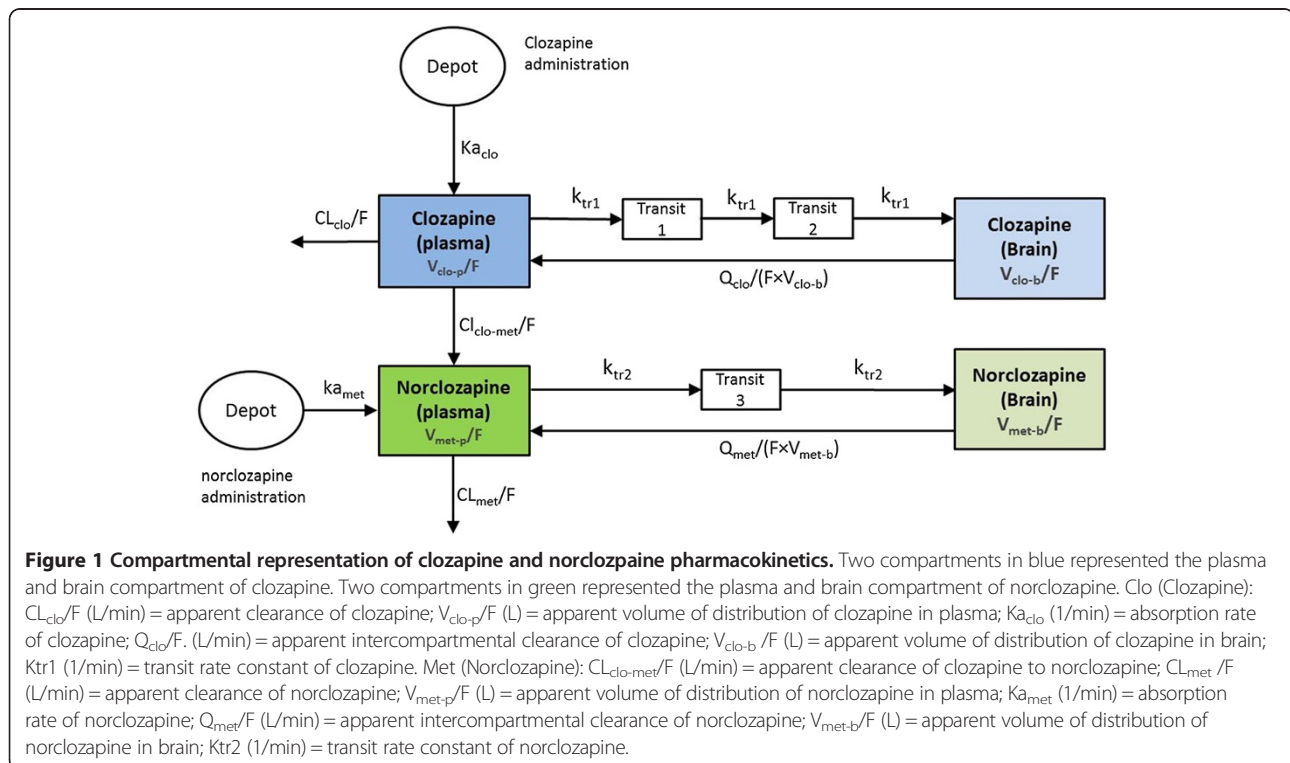 Depot
Clozapine
administration
Ka_clo
CL_clo/F
Clozapine
(plasma)
V_clo-p/F
k_tr1
Transit
1
k_tr1
Transit
2
k_tr1
Clozapine
(Brain)
V_clo-b/F
Q_clo/(F×V_clo-b)
Cl_clo-met/F
Depot
ka_met
norclozapine
administration
Norclozapine
(plasma)
V_met-p/F
k_tr2
Transit
3
k_tr2
Norclozapine
(Brain)
V_met-b/F
Q_met/(F×V_met-b)
CL_met/F
Figure 1 Compartmental representation of clozapine and norclozpaine pharmacokinetics. Two compartments in blue represented the plasma
and brain compartment of clozapine. Two compartments in green represented the plasma and brain compartment of norclozapine. Clo (Clozapine):
CL_clo/F (L/min) = apparent clearance of clozapine; V_clo-p/F (L) = apparent volume of distribution of clozapine in plasma; Ka_clo (1/min) = absorption rate
of clozapine; Q_clo/F. (L/min) = apparent intercompartmental clearance of clozapine; V_clo-b /F (L) = apparent volume of distribution of clozapine in brain;
Ktr1 (1/min) = transit rate constant of clozapine. Met (Norclozapine): CL_clo-met/F (L/min) = apparent clearance of clozapine to norclozapine; CL_met /F
(L/min) = apparent clearance of norclozapine; V_met-p/F (L) = apparent volume of distribution of norclozapine in plasma; Ka_met (1/min) = absorption
rate of norclozapine; Q_met/F (L/min) = apparent intercompartmental clearance of norclozapine; V_met-b/F (L) = apparent volume of distribution of
norclozapine in brain; Ktr2 (1/min) = transit rate constant of norclozapine.